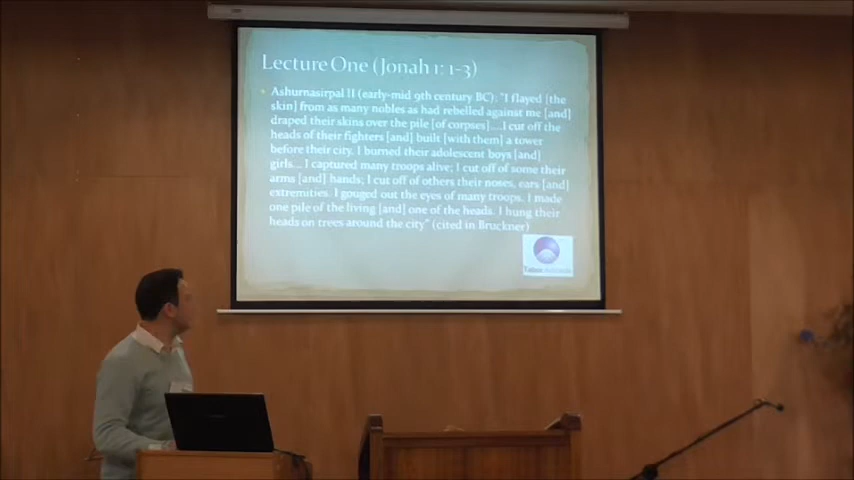 Lecture One (Jonah 1: 1-3)
Ashurnasirpal II (early-mid 9th century BC): "I flayed [the
skin] from as many nobles as had rebelled against me [and]
draped their skins over the pile [of corpses]....I cut off the
heads of their fighters [and] built [with them] a tower
before their city. I burned their adolescent boys [and]
girls.... I captured many troops alive; I cut off of some their
arms [and] hands; I cut off of others their noses, ears [and]
extremities. I gouged out the eyes of many troops. I made
one pile of the living [and] one of the heads. I hung their
heads on trees around the city" (cited in Bruckner)
Tabor